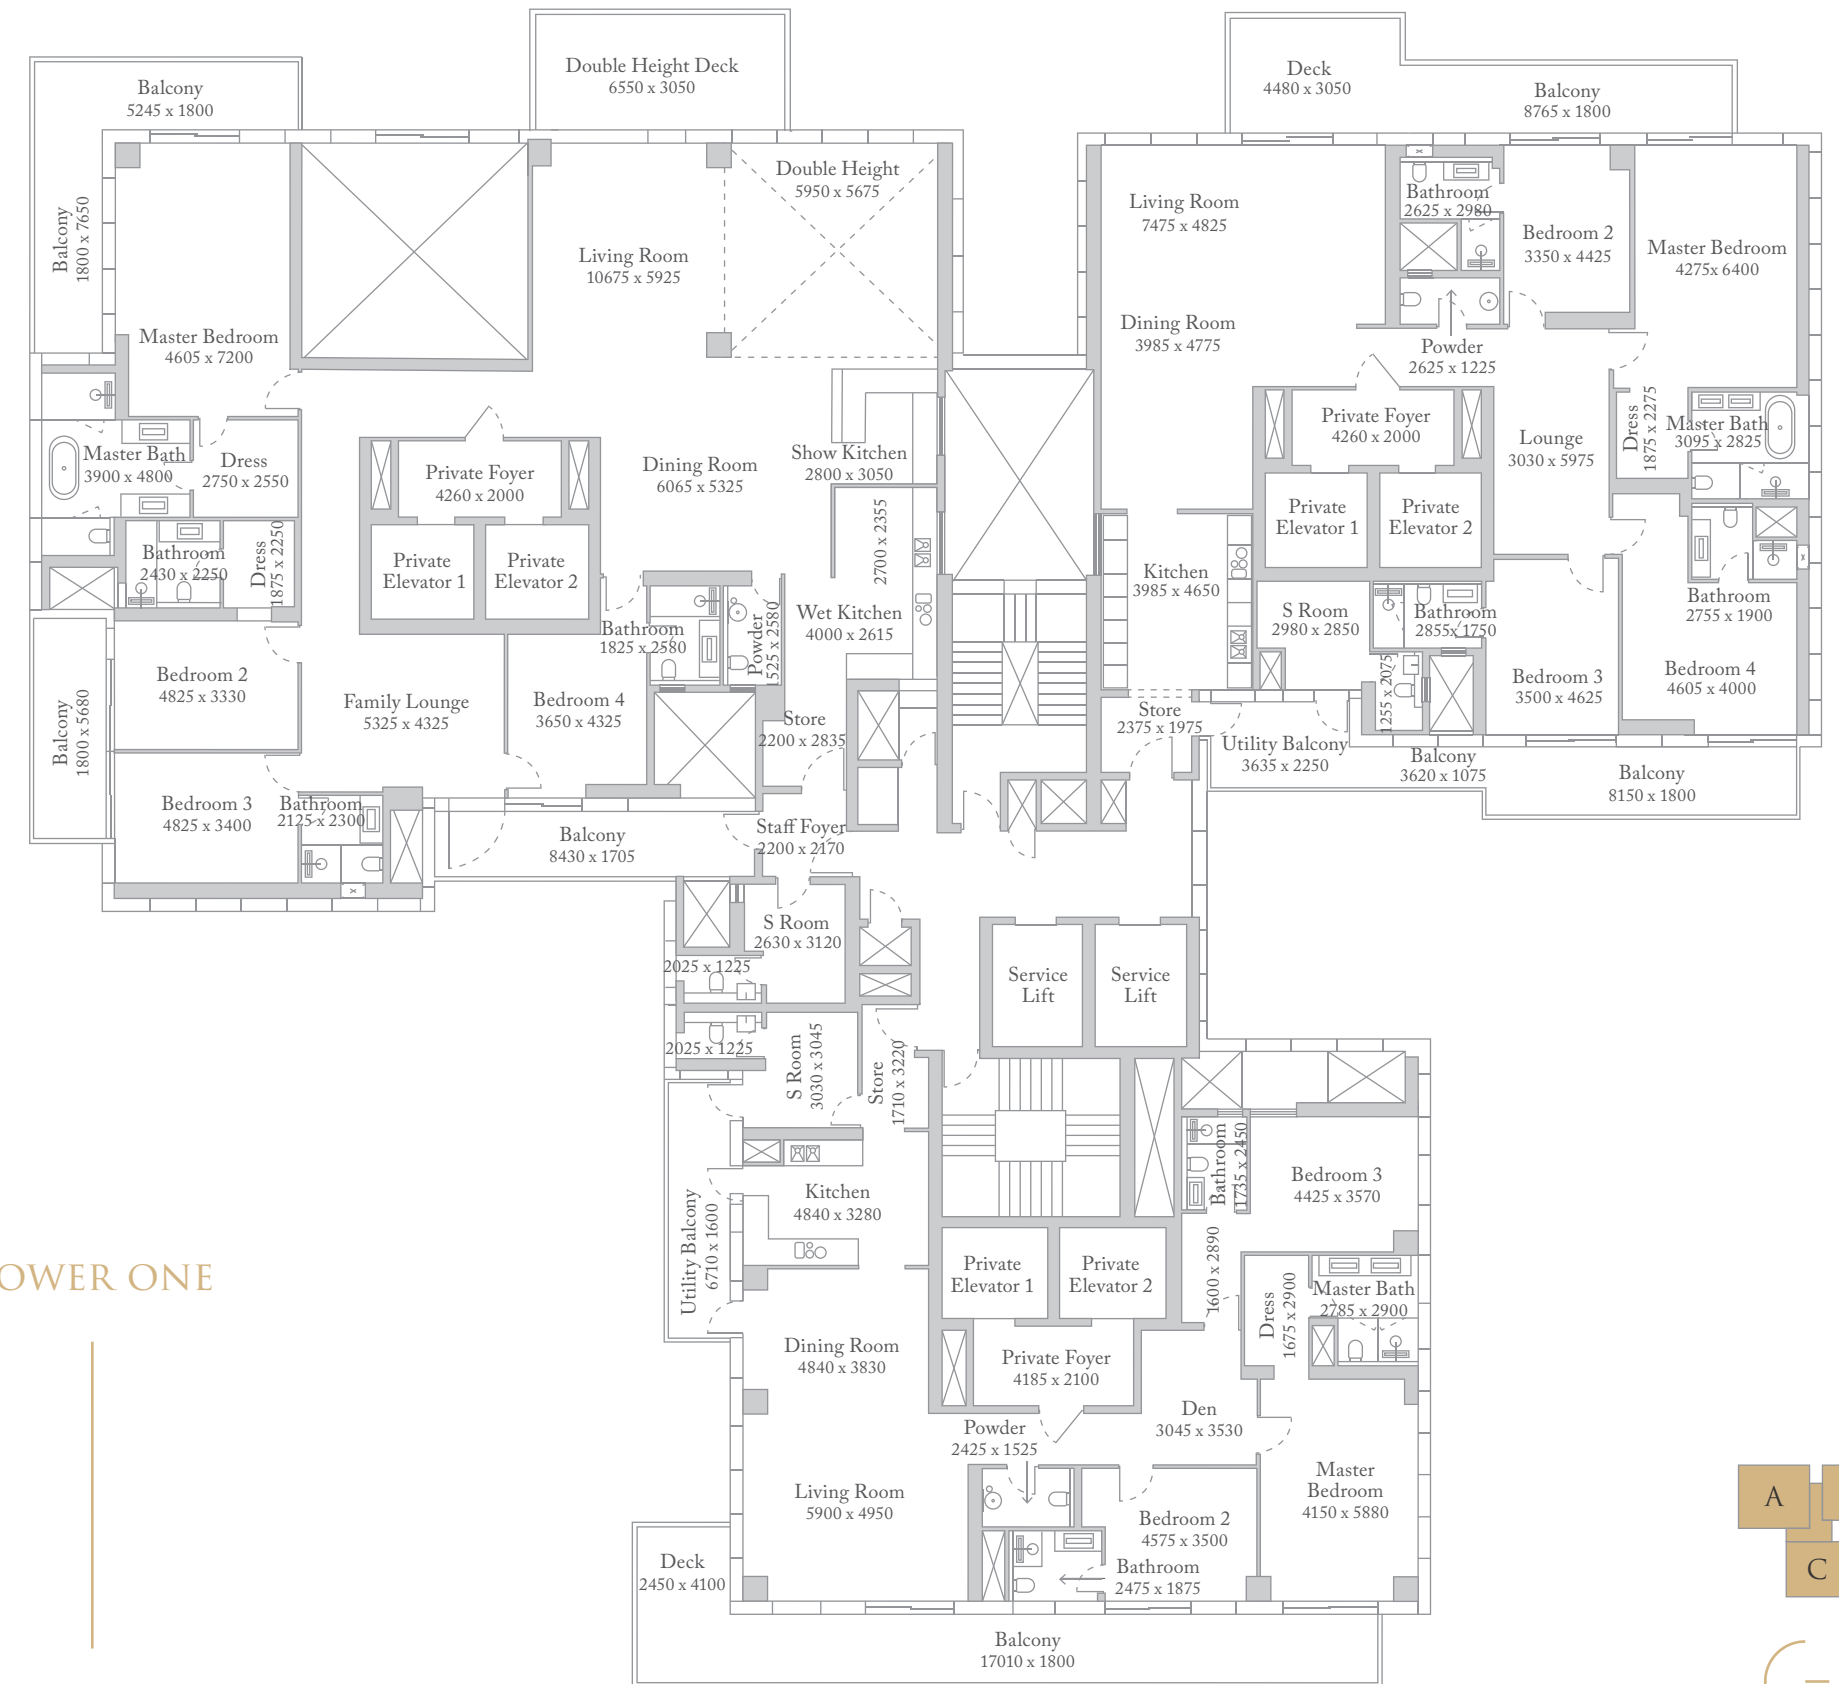 Double Height Deck
6550 x 3050
Balcony
5245 x 1800
Balcony
1800 x 7650
Double Height
5950 x 5675
Living Room
10675 x 5925
Master Bedroom
4605 x 7200
Master Bath
3900 x 4800
Dress
2750 x 2550
Private Foyer
4260 x 2000
Dining Room
6065 x 5325
Show Kitchen
2800 x 3050
2700 x 2355
Bathroom
2430 x 2250
Dress
1875 x 2250
Private
Elevator 1
Private
Elevator 2
Wet Kitchen
4000 x 2615
Bathroom
1825 x 2580
Powder
1525 x 2580
Bedroom 2
4825 x 3330
Family Lounge
5325 x 4325
Bedroom 4
3650 x 4325
Store
2200 x 2835
Balcony
1800 x 5680
Bedroom 3
4825 x 3400
Bathroom
2125 x 2300
Balcony
8430 x 1705
Staff Foyer
2200 x 2170
S Room
2630 x 3120
2025 x 1225
Deck
4480 x 3050
Balcony
8765 x 1800
Living Room
7475 x 4825
Bathroom
2625 x 2980
Bedroom 2
3350 x 4425
Master Bedroom
4275x 6400
Dining Room
3985 x 4775
Powder
2625 x 1225
Private Foyer
4260 x 2000
Lounge
3030 x 5975
Dress
1875 x 2275
Master Bath
3095 x 2825
Private
Elevator 1
Private
Elevator 2
Kitchen
3985 x 4650
S Room
2980 x 2850
Bathroom
2855x 1750
Bathroom
2755 x 1900
1255 x 2075
Bedroom 3
3500 x 4625
Bedroom 4
4605 x 4000
Store
2375 x 1975
Utility Balcony
3635 x 2250
Balcony
3620 x 1075
Balcony
8150 x 1800
Service
Lift
Service
Lift
2025 x 1225
S Room
3030 x 3045
Store
1710 x 3220
Bathroom
1735 x 2450
Bedroom 3
4425 x 3570
Kitchen
4840 x 3280
Utility Balcony
6710 x 1600
Private
Elevator 1
Private
Elevator 2
1600 x 2890
Dress
1675 x 2900
Master Bath
2785 x 2900
Dining Room
4840 x 3830
Private Foyer
4185 x 2100
Den
3045 x 3530
Powder
2425 x 1525
Master
Bedroom
4150 x 5880
Living Room
5900 x 4950
Bedroom 2
4575 x 3500
Deck
2450 x 4100
Bathroom
2475 x 1875
Balcony
17010 x 1800
OWER ONE
A
C